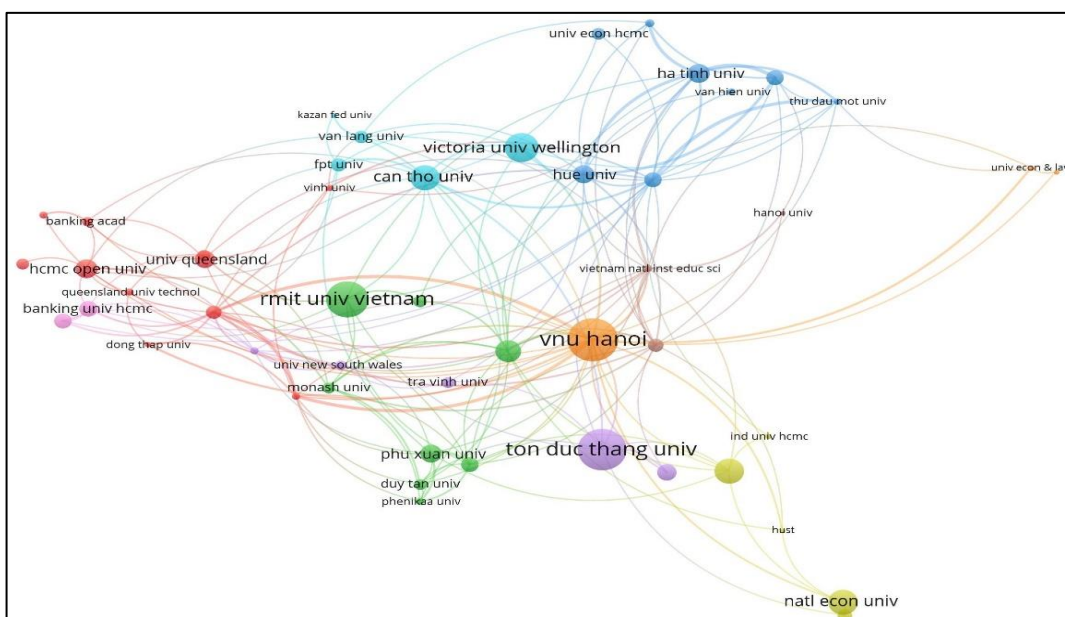 univ econ hcmc
ha tinh univ
van hien univ
thu dau mot univ
kazan fed univ
van lang univ
victoria univ wellington
fpt univ
can tho univ
hue univ
vinh univ
univ econ & law
banking acad
hanoi univ
univ queensland
hcmc open univ
vietnam natl inst educ sci
queensland univ technol
rmit univ vietnam
banking univ hcmc
vnu hanoi
dong thap univ
univ new south wales
monash univ
tra vinh univ
ind univ hcmc
ton duc thang univ
phu xuan univ
duy tan univ
phenikaa univ
hust
natl econ univ